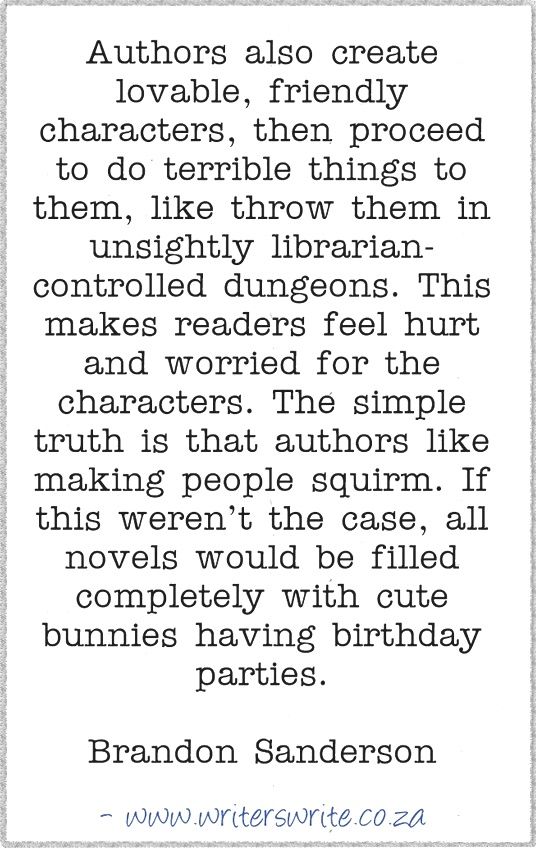 Authors also create
lovable, friendly
characters, then proceed
to do terrible things to
them, like throw them in
unsightly librarian-
controlled dungeons. This
makes readers feel hurt
and worried for the
characters. The simple
truth is that authors like
making people squirm. If
this weren't the case, all
novels would be filled
completely with cute
bunnies having birthday
parties.
Brandon Sanderson
- www.writerswrite.co.za